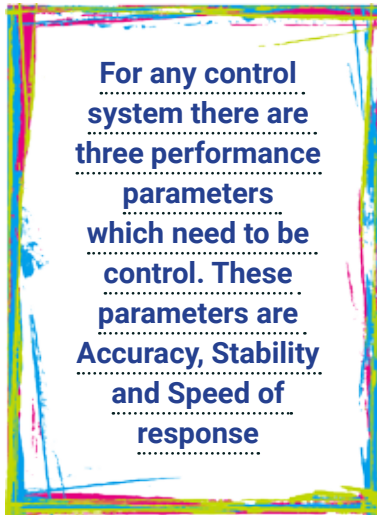 For any control
system there are
three performance
parameters
which need to be
control. These
parameters are
Accuracy, Stability
and Speed of
response